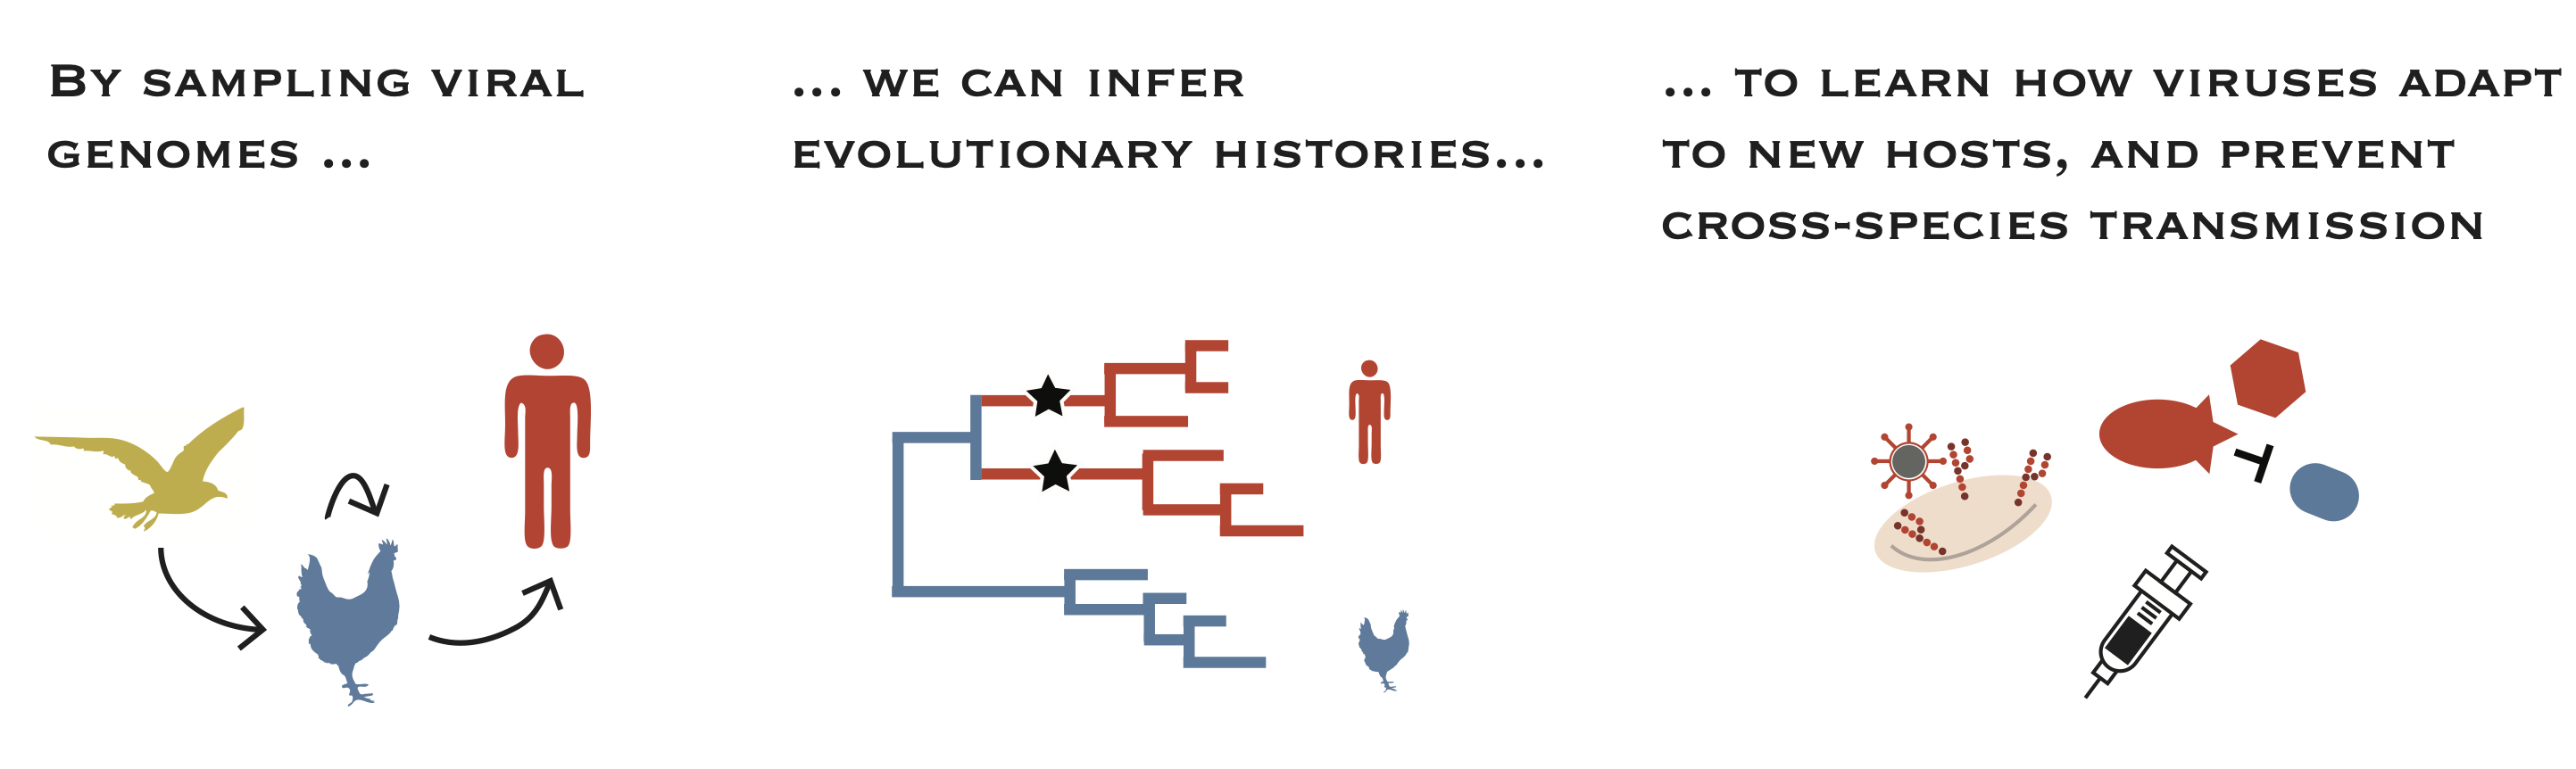 By sampling viral
genomes ...
... we can infer
evolutionary histories...
... to learn how viruses adapt
to new hosts, and prevent
cross-species transmission